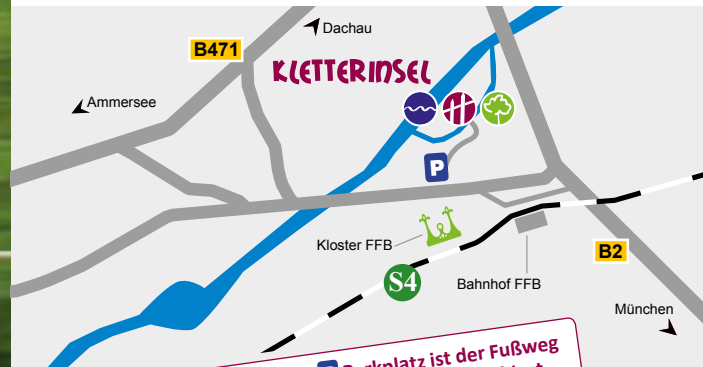 Dachau
B471
KLETTERINSEL
Ammersee
P
Kloster FFB
S4
Bahnhof FFB
B2
München
P Parkplatz ist der Fußweg